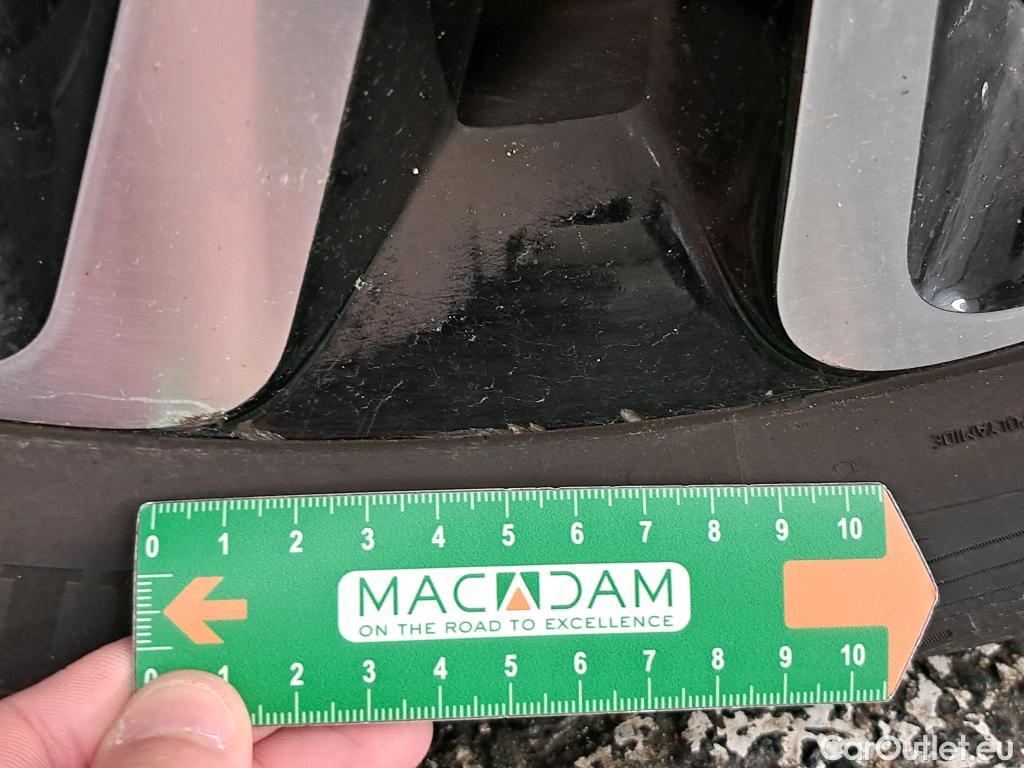 POLYAMIDE
0 1 2 3 4 5 6 7 8 9 10
MACADAM
ON THE ROAD TO EXCELLENCE
0 1 2 3 4 5 6 7 8 9 10
CarOutlet.eu